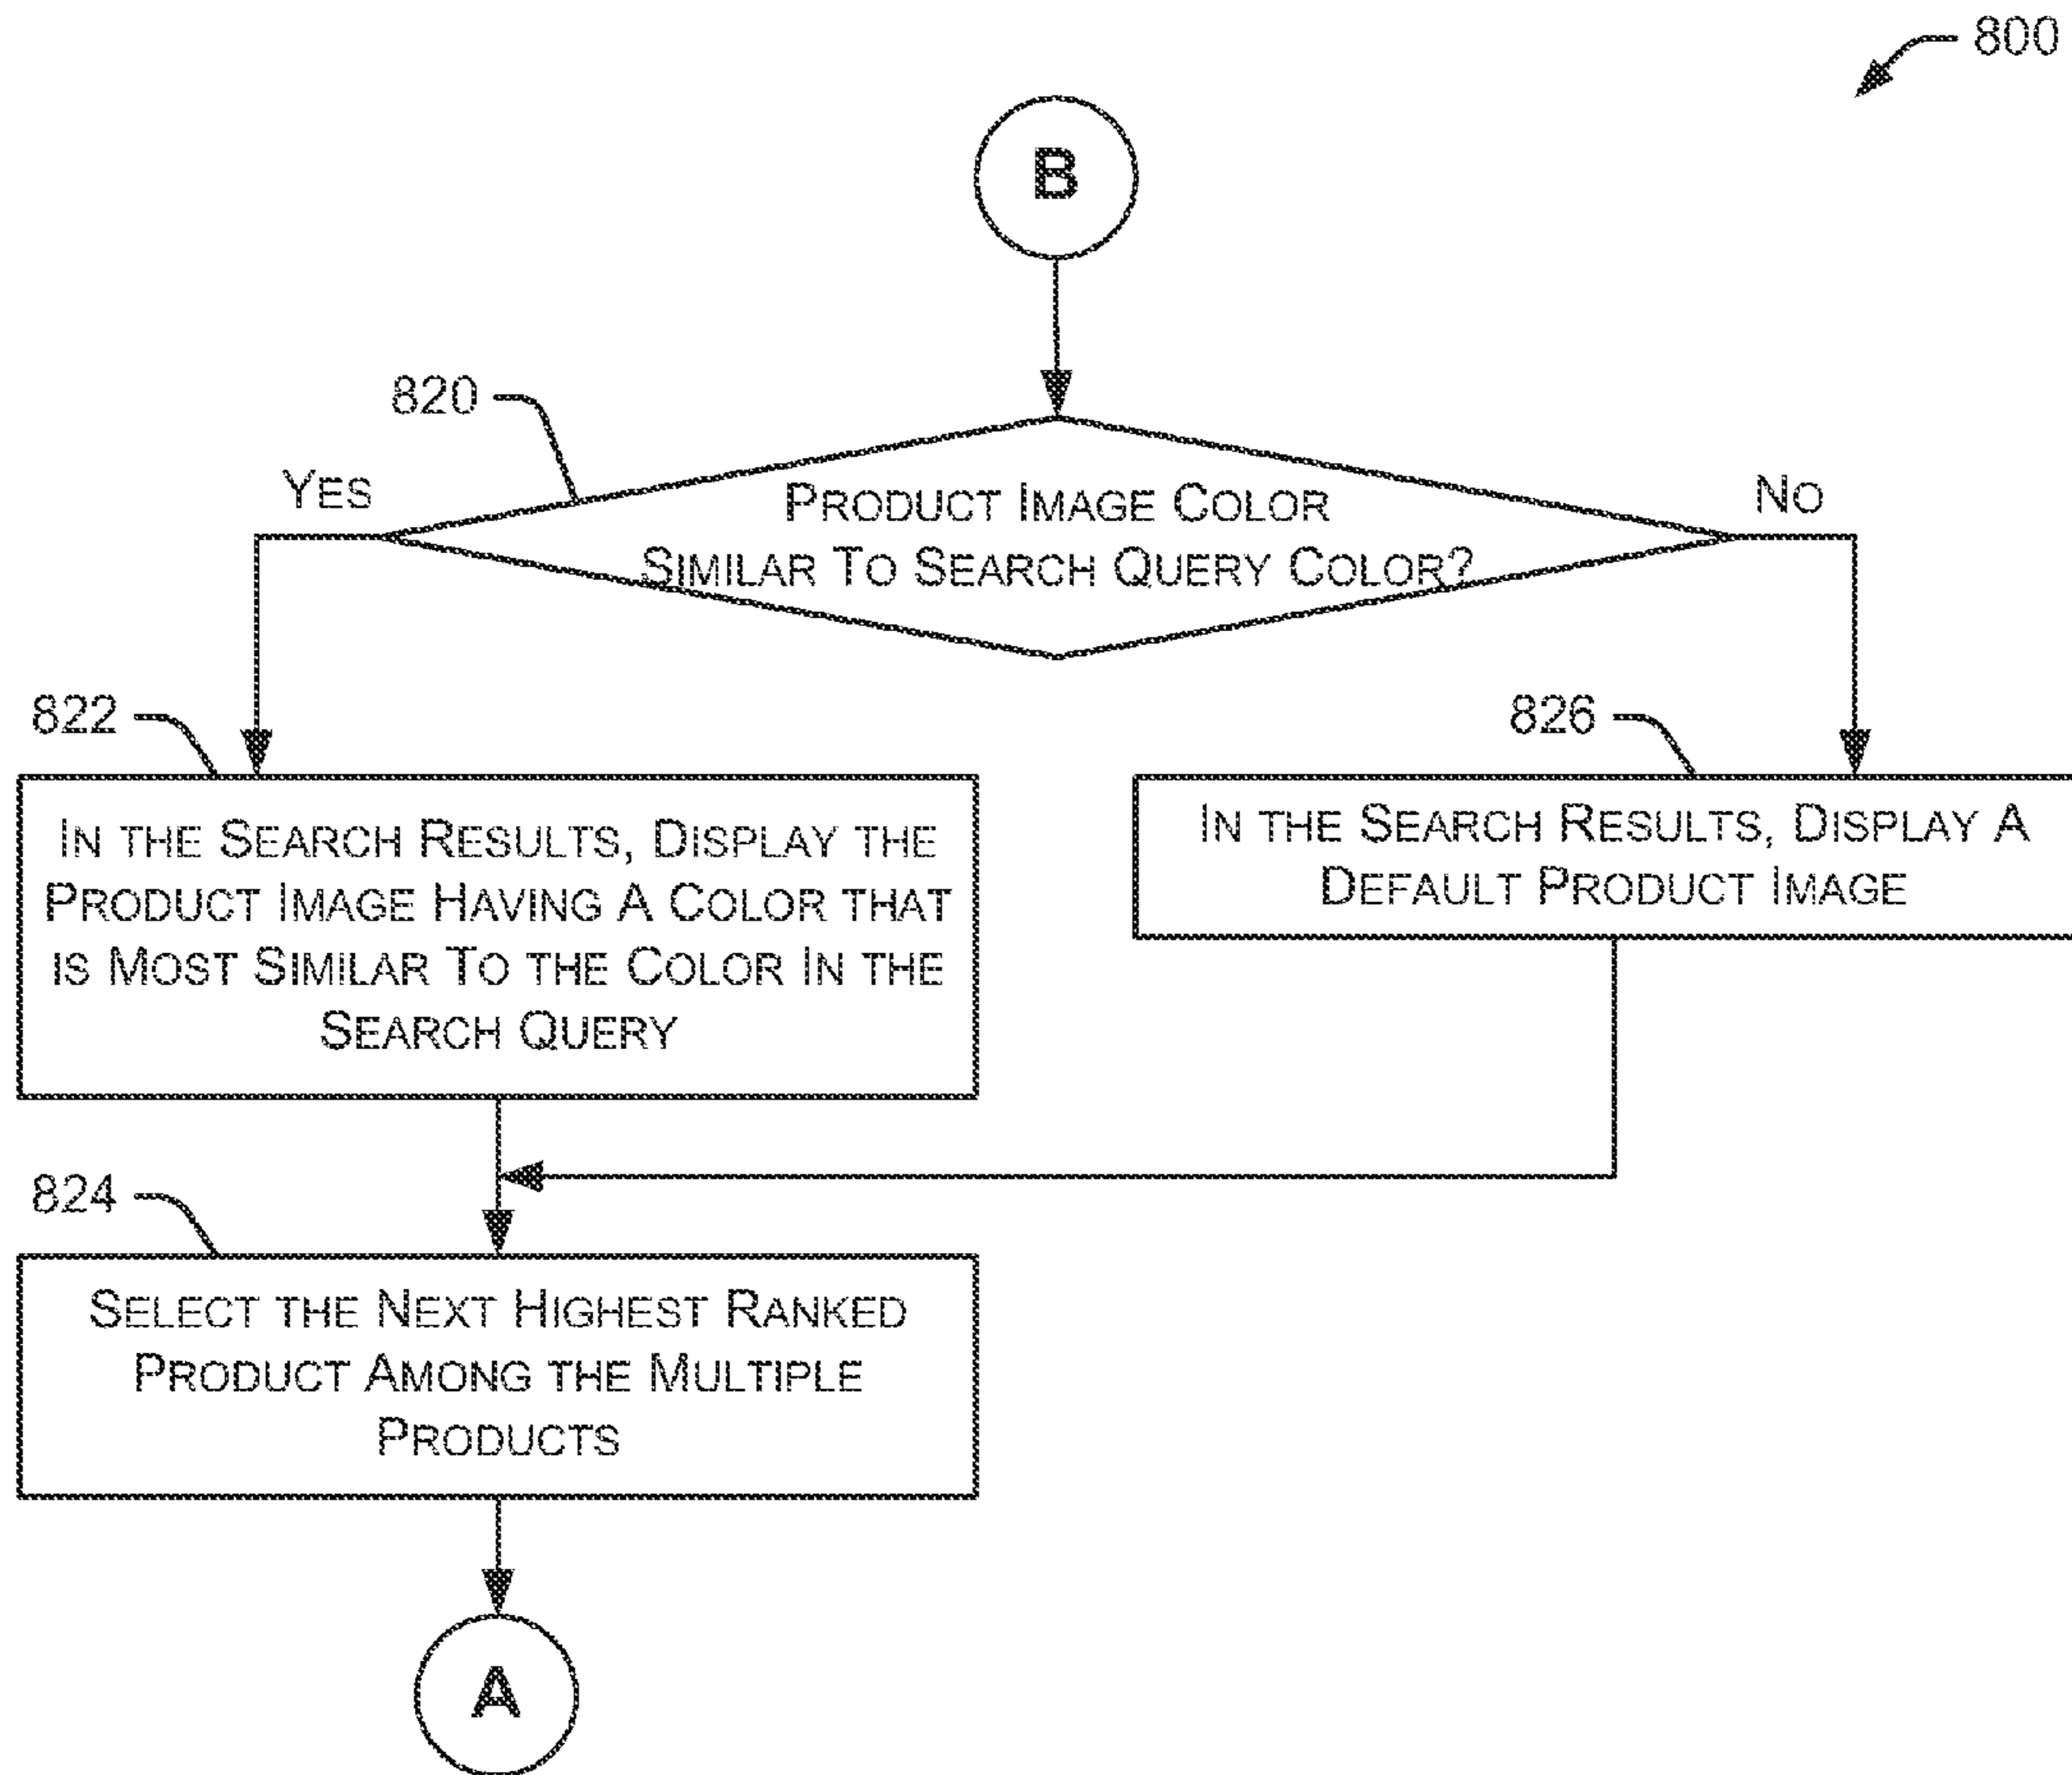 800
B
820
YES
NO
PRODUCT IMAGE COLOR
SIMILAR TO SEARCH QUERY COLOR?
822
826
IN THE SEARCH RESULTS, DISPLAY THE
PRODUCT IMAGE HAVING A COLOR THAT
IS MOST SIMILAR TO THE COLOR IN THE
SEARCH QUERY
IN THE SEARCH RESULTS, DISPLAY A
DEFAULT PRODUCT IMAGE
824
SELECT THE NEXT HIGHEST RANKED
PRODUCT AMONG THE MULTIPLE
PRODUCTS
A